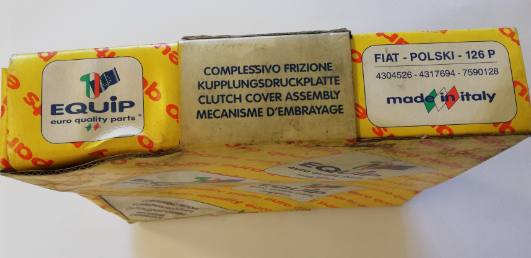 EQUIP
euro quality parts
COMPLESSIVO FRIZIONE
KUPPLUNGSDRUCKPLATTE
CLUTCH COVER ASSEMBLY
MECANISME D'EMBRAYAGE
FIAT - POLSKI - 126 P
4304526 - 4317694 - 7590128
made in italy
EQUIP